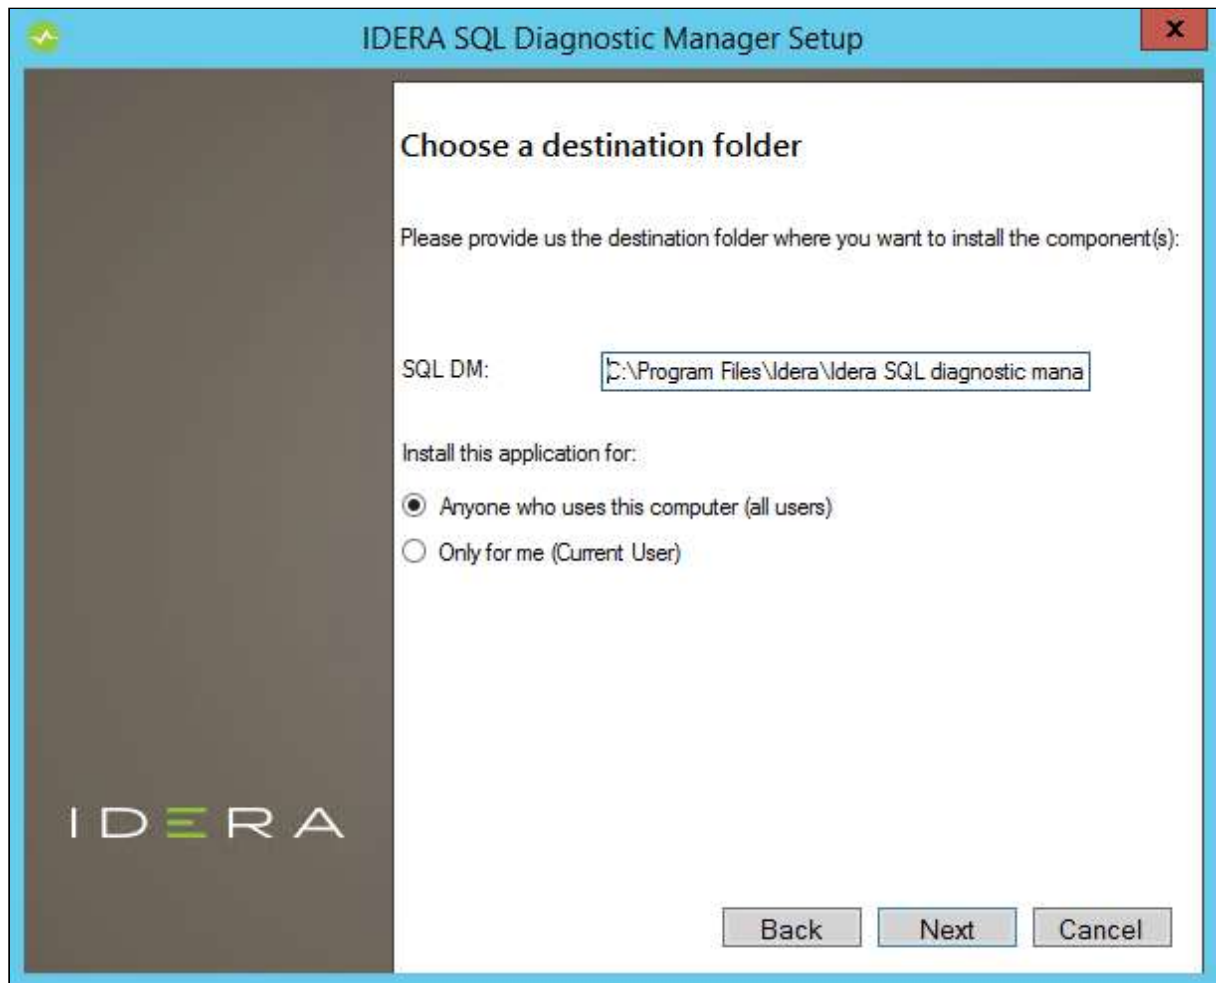 IDERA SQL Diagnostic Manager Setup
x
Choose a destination folder
Please provide us the destination folder where you want to install the component(s):
SQL DM: C:\Program Files\Idera\Idera SQL diagnostic mana
Install this application for:
Anyone who uses this computer (all users)
Only for me (Current User)
IDERA
Back Next Cancel